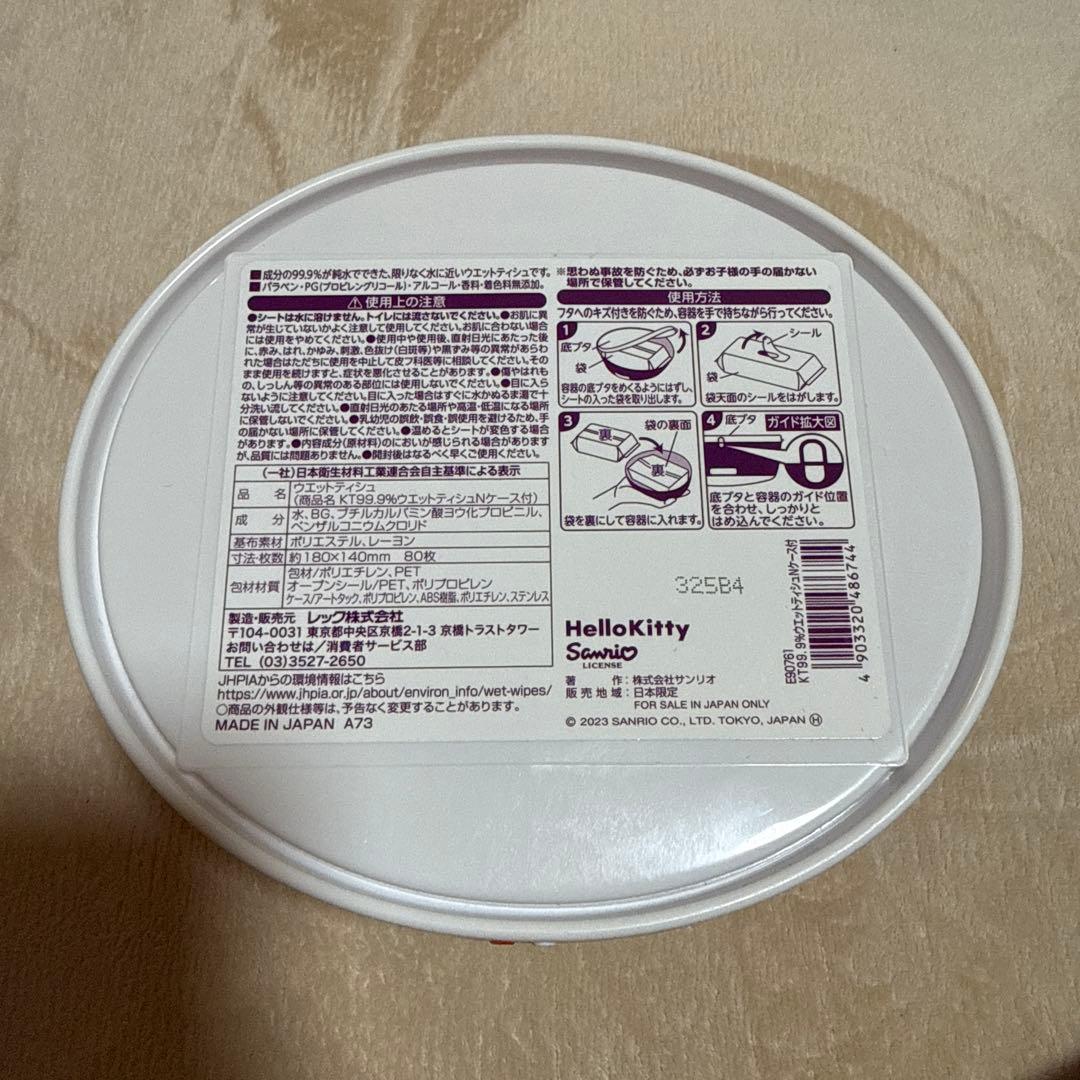 ■成分の99.9%が純水でできた、限りなく水に近いウエットティシュです。
■パラベン・PG(プロピレングリコール)・アルコール・香料・着色料無添加。
⚠使用上の注意
●シートは水に溶けません。トイレには流さないでください。●お肌に異
常が生じていないかよく注意して使用してください。お肌に合わない場合
には使用をやめてください。●使用中や使用後、直射日光にあたった後
に、赤み、はれ、かゆみ、刺激、色抜け(白斑等)や黒ずみ等の異常があらわ
れた場合はただちに使用を中止して皮フ科医等に相談してください。その
まま使用を続けますと、症状を悪化させることがあります。●傷やはれも
の、しっしん等の異常のある部位には使用しないでください。●目に入ら
ないように注意してください。目に入った場合はすぐに水かぬるま湯で十
分洗い流してください。●直射日光のあたる場所や高温・低温になる場所
に保管しないでください。●乳幼児の誤飲・誤食・誤使用を避けるため、手
の届かない場所に保管してください。●温めるとシートが変色する場合
があります。●内容成分(原材料)のにおいが感じられる場合があります
が、品質には問題ありません。●開封後はなるべく早くご使用ください。
(一社)日本衛生材料工業連合会自主基準による表示
品名 ウエットティシュ
(商品名 KT99.9%ウエットティシュNケース付)
成分 水、BG、ブチルカルバミン酸ヨウ化プロピニル、
ベンザルコニウムクロリド
基布素材 ポリエステル、レーヨン
寸法・枚数 約180×140mm 80枚
包材材質 包材/ポリエチレン、PET
オープンシール/PET、ポリプロピレン
ケース/アートタック、ポリプロピレン、ABS樹脂、ポリエチレン、ステンレス
製造・販売元 レック株式会社
〒104-0031 東京都中央区京橋2-1-3 京橋トラストタワー
お問い合わせは/消費者サービス部
TEL (03)3527-2650
JHPIAからの環境情報はこちら
https://www.jhpia.or.jp/about/environ_info/wet-wipes/
○商品の外観仕様等は、予告なく変更することがあります。
MADE IN JAPAN A73
※思わぬ事故を防ぐため、必ずお子様の手の届かない
場所で保管してください。
使用方法
フタへのキズ付きを防ぐため、容器を手で持ちながら行ってください。
1
底ブタ
袋
容器の底ブタをめくるようにはずし、
シートの入った袋を取り出します。
2
シール
袋
袋天面のシールをはがします。
3
袋の裏面
裏
裏
袋を裏にして容器に入れます。
4
底ブタ
ガイド拡大図
底ブタと容器のガイド位置
を合わせ、しっかりと
はめ込んでください。
325B4
HelloKitty
Sanrio
LICENSE
著作:株式会社サンリオ
販売地域:日本限定
FOR SALE IN JAPAN ONLY
© 2023 SANRIO CO., LTD. TOKYO, JAPAN Ⓗ
E90761
KT99.9%ウエットティシュNケース付
4 903320 486744